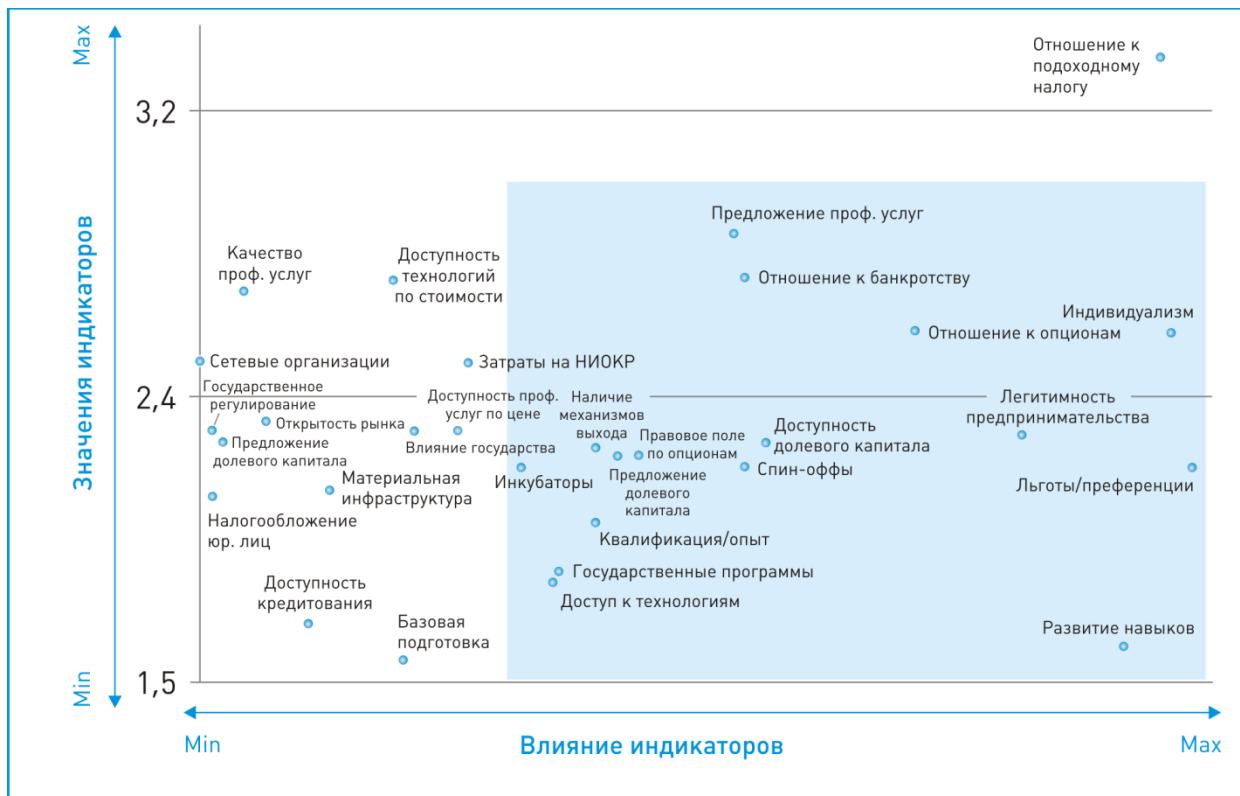 Max
Значения индикаторов
Min
3,2
2,4
1,5
Отношение к
подоходному
налогу
Предложение проф. услуг
Качество
проф. услуг
Доступность
технологий
по стоимости
Отношение к банкротству
Индивидуализм
Отношение к опционам
Сетевые организации
Затраты на НИОКР
Государственное
регулирование
Доступность проф.
услуг по цене
Наличие
механизмов
выхода
Легитимность
предпринимательства
Открытость рынка
Предложение
долевого капитала
Влияние государства
Правовое поле
по опционам
Доступность
долевого капитала
Материальная
инфраструктура
Инкубаторы
Предложение
долевого
капитала
Спин-оффы
Льготы/преференции
Налогообложение
юр. лиц
Квалификация/опыт
Доступность
кредитования
Государственные программы
Доступ к технологиям
Базовая
подготовка
Развитие навыков
Min
Влияние индикаторов
Max